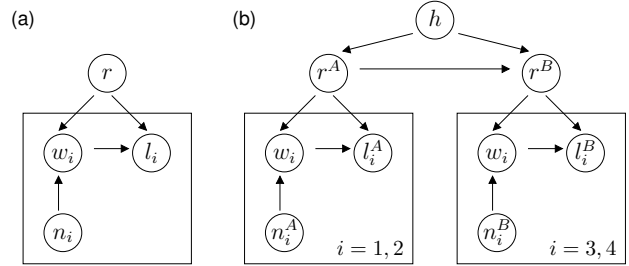 (a)
r
w_i
l_i
n_i
(b)
h
r^A
r^B
w_i
l_i^A
n_i^A
i = 1, 2
w_i
l_i^B
n_i^B
i = 3, 4